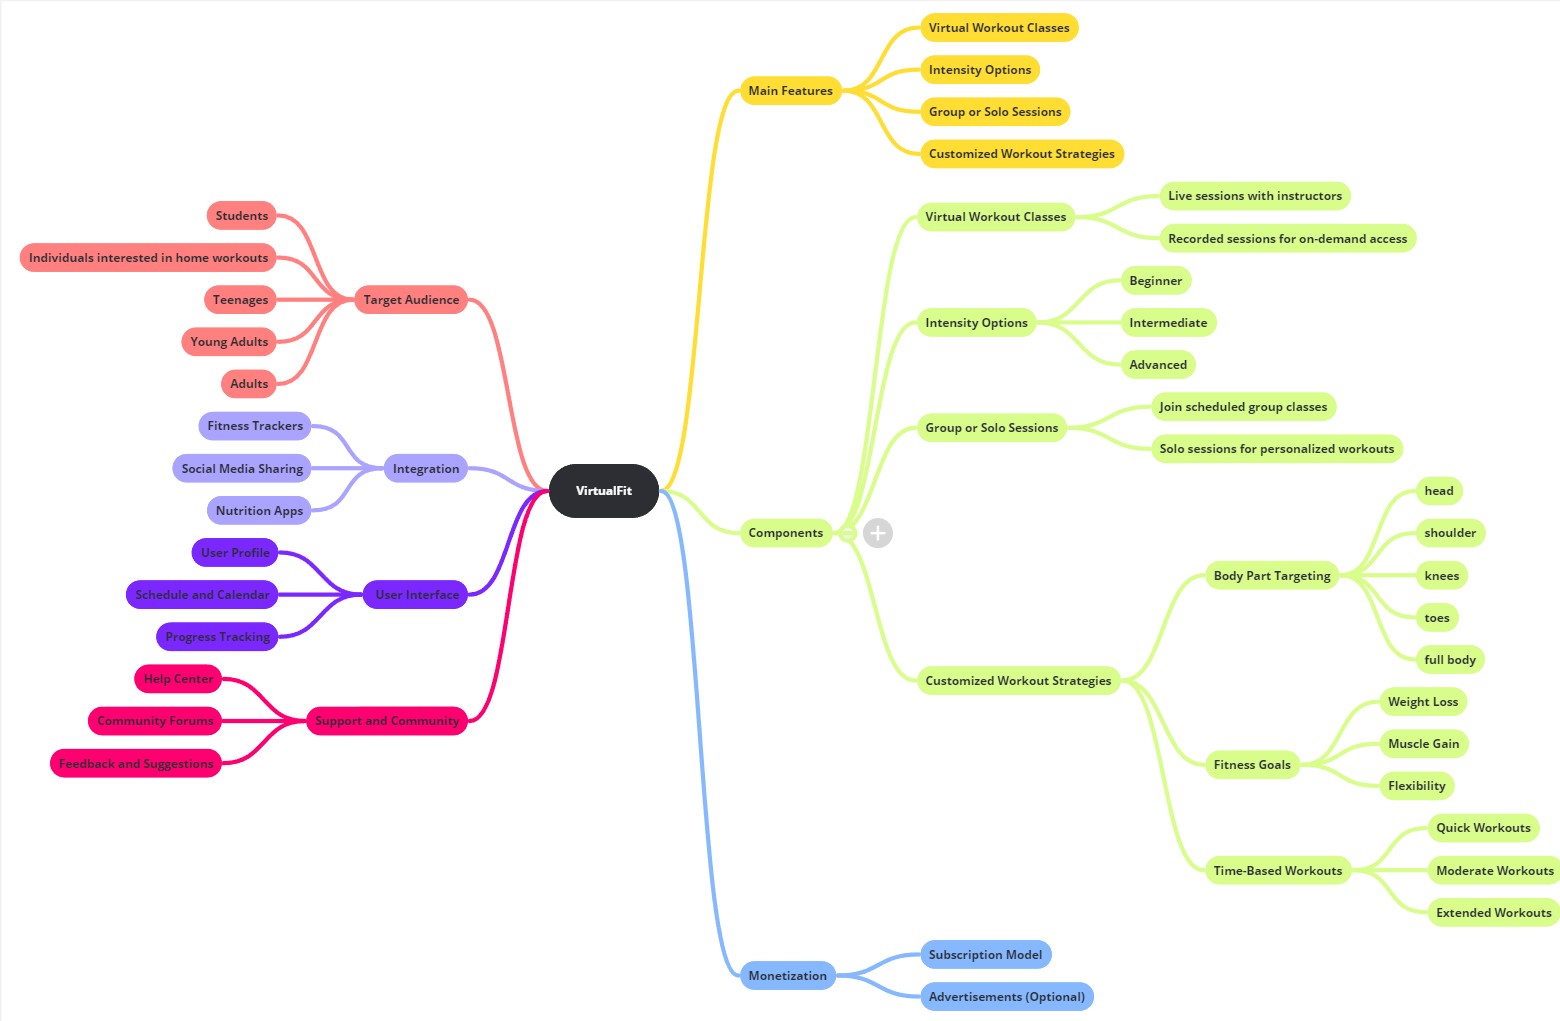 VirtualFit
Main Features
Virtual Workout Classes
Intensity Options
Group or Solo Sessions
Customized Workout Strategies
Components
Virtual Workout Classes
Live sessions with instructors
Recorded sessions for on-demand access
Intensity Options
Beginner
Intermediate
Advanced
Group or Solo Sessions
Join scheduled group classes
Solo sessions for personalized workouts
Customized Workout Strategies
Body Part Targeting
head
shoulder
knees
toes
full body
Fitness Goals
Weight Loss
Muscle Gain
Flexibility
Time-Based Workouts
Quick Workouts
Moderate Workouts
Extended Workouts
Monetization
Subscription Model
Advertisements (Optional)
Target Audience
Students
Individuals interested in home workouts
Teenages
Young Adults
Adults
Integration
Fitness Trackers
Social Media Sharing
Nutrition Apps
User Interface
User Profile
Schedule and Calendar
Progress Tracking
Support and Community
Help Center
Community Forums
Feedback and Suggestions